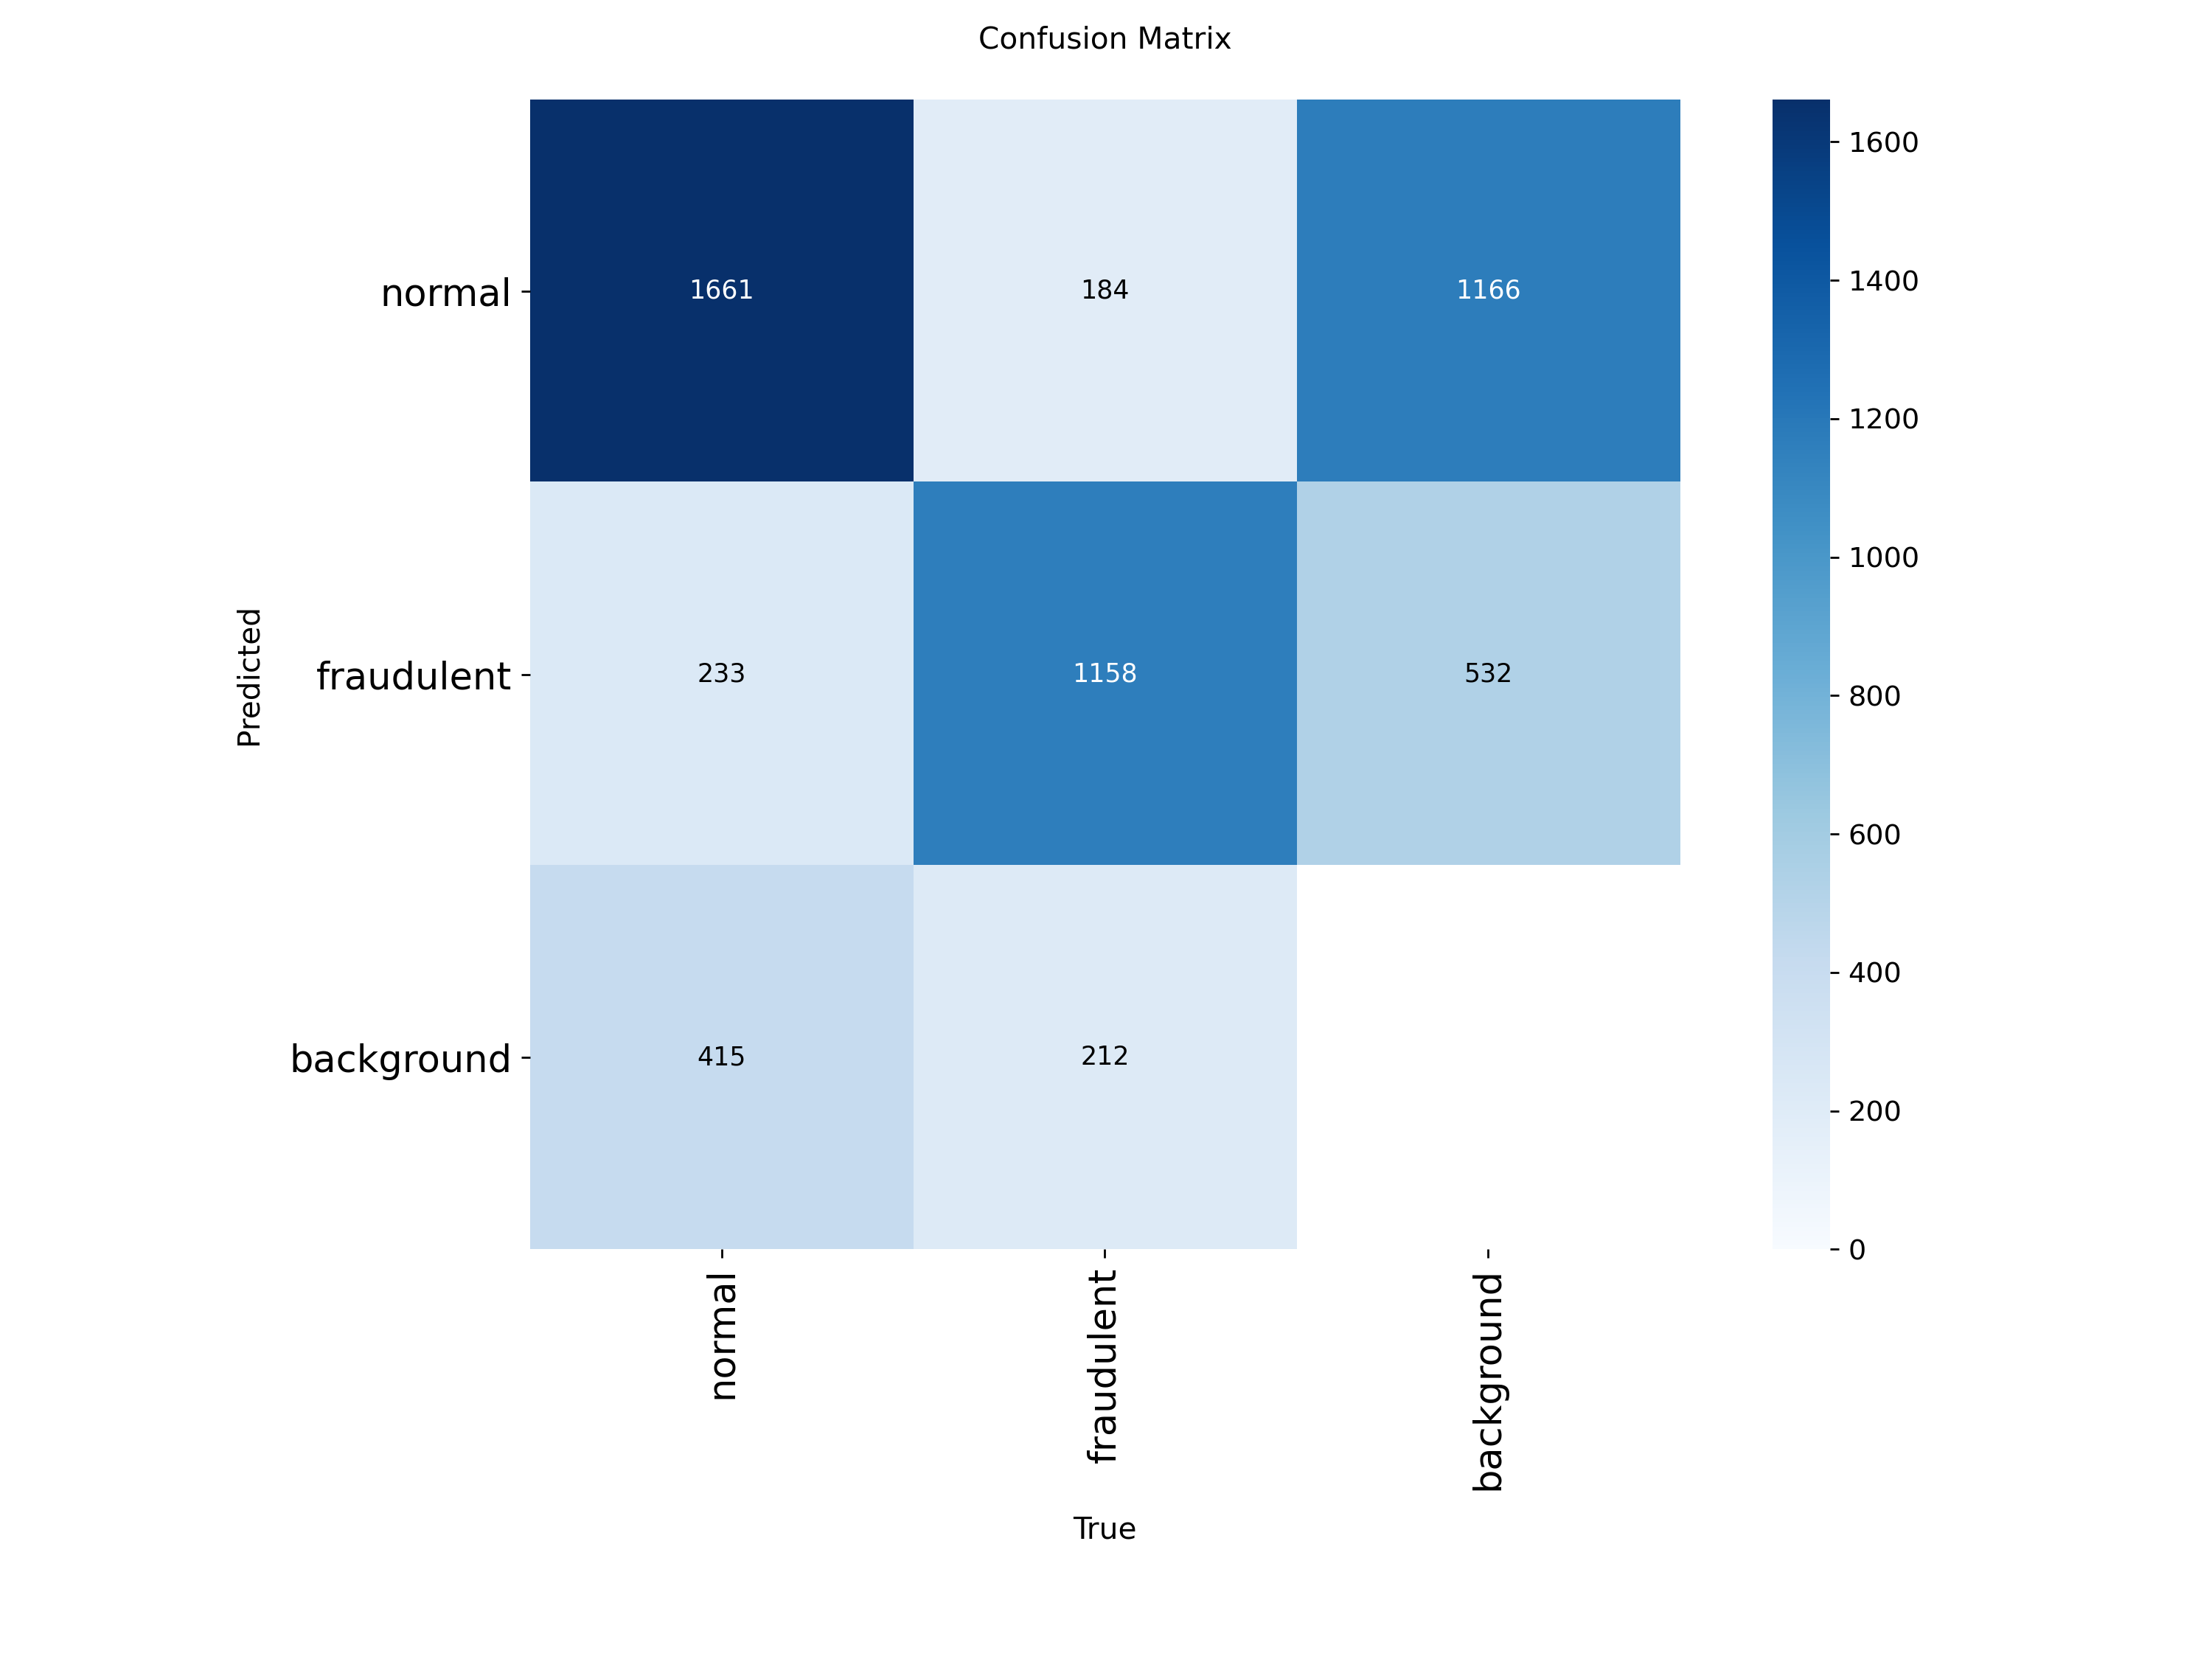 Confusion Matrix
Predicted
normal
1661 184 1166
fraudulent
233 1158 532
background
415 212
normal
fraudulent
background
True
1600
1400
1200
1000
800
600
400
200
0